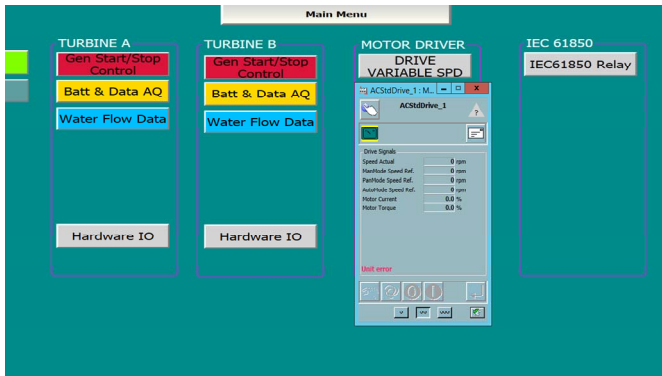 Main Menu
TURBINE A
Gen Start/Stop
Control
Batt & Data AQ
Water Flow Data
Hardware IO
TURBINE B
Gen Start/Stop
Control
Batt & Data AQ
Water Flow Data
Hardware IO
MOTOR DRIVER
DRIVE
VARIABLE SPD
ACStdDrive_1 : M...
ACStdDrive_1
Drive Signals
Speed Actual 0 rpm
ManMode Speed Ref. 0 rpm
PanMode Speed Ref. 0 rpm
AutoMode Speed Ref. 0 rpm
Motor Current 0.0 %
Motor Torque 0.0 %
Unit error
IEC 61850
IEC61850 Relay